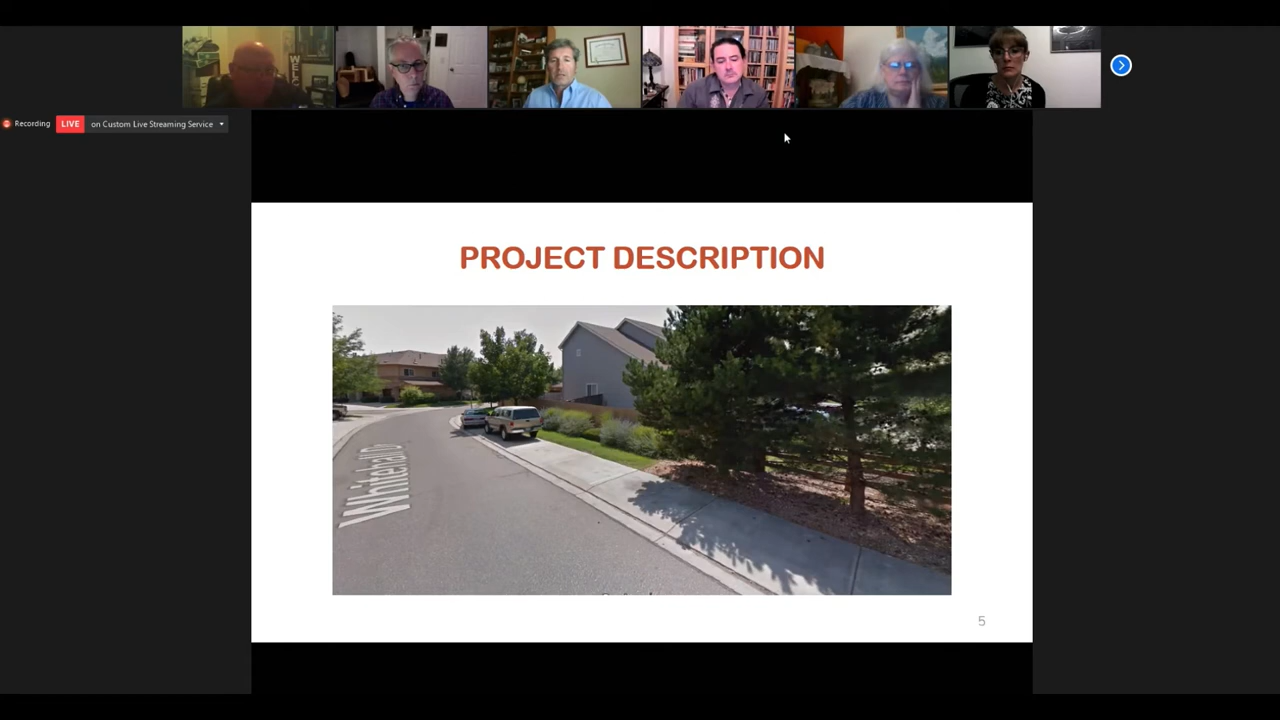 Recording
LIVE
on Custom Live Streaming Service
PROJECT DESCRIPTION
Whitehall Dr
5